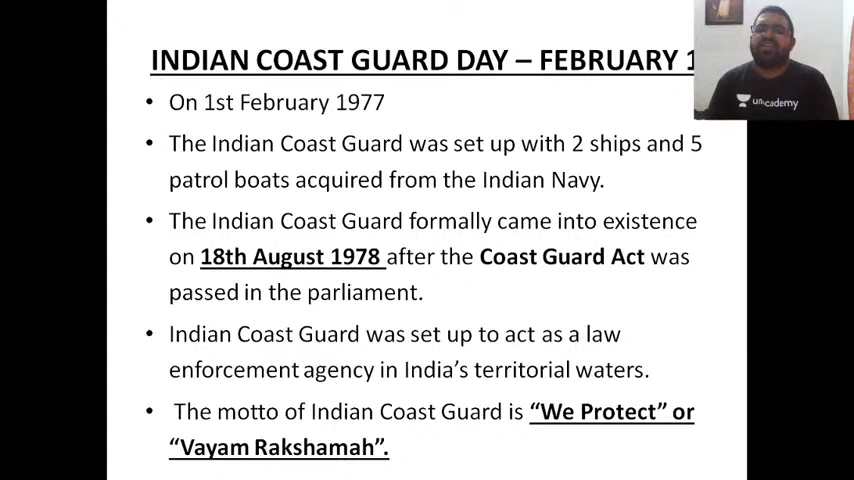 INDIAN COAST GUARD DAY – FEBRUARY 1
• On 1st February 1977
• The Indian Coast Guard was set up with 2 ships and 5
patrol boats acquired from the Indian Navy.
• The Indian Coast Guard formally came into existence
on 18th August 1978 after the Coast Guard Act was
passed in the parliament.
• Indian Coast Guard was set up to act as a law
enforcement agency in India's territorial waters.
• The motto of Indian Coast Guard is “We Protect” or
“Vayam Rakshamah”.
unacademy